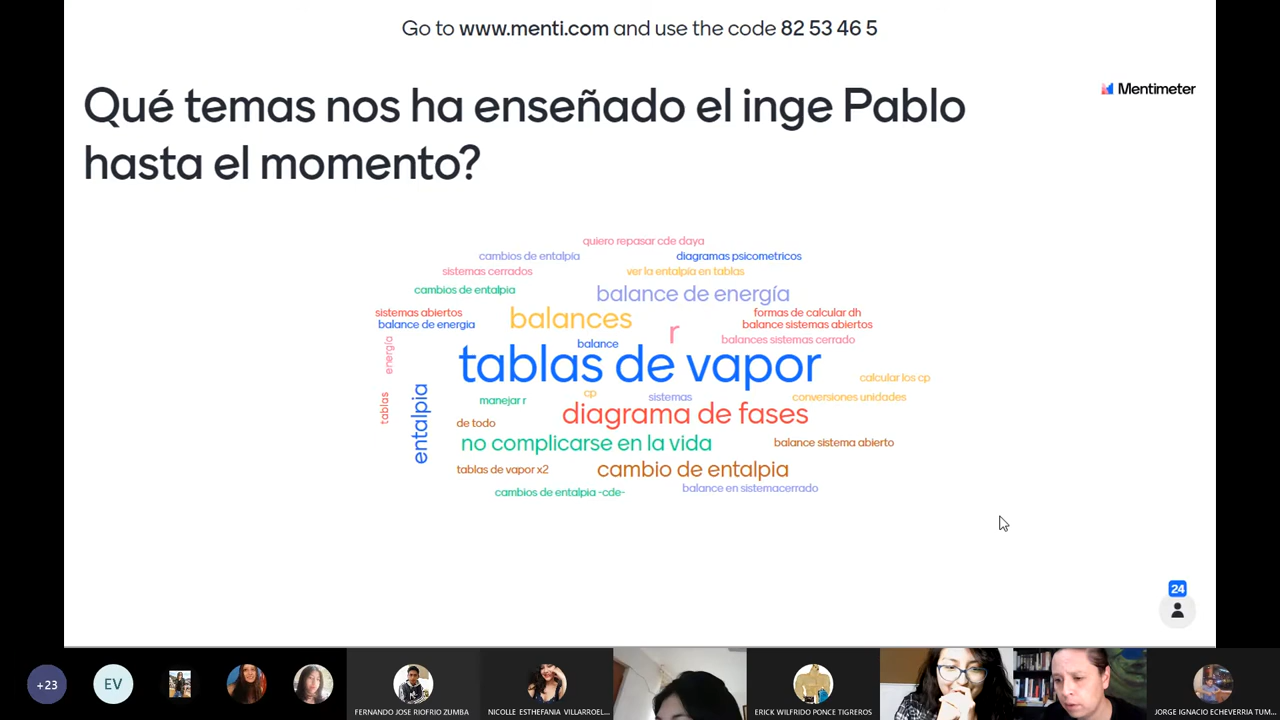 Go to www.menti.com and use the code 82 53 46 5
Mentimeter
Qué temas nos ha enseñado el inge Pablo
hasta el momento?
quiero repasar cde daya
cambios de entalpía
diagramas psicometricos
sistemas cerrados
ver la entalpía en tablas
cambios de entalpia
balance de energía
sistemas abiertos
balances
formas de calcular dh
balance de energia
r
balance sistemas abiertos
energía
balance
balances sistemas cerrado
tablas de vapor
calcular los cp
tablas
entalpia
manejar r
cp
sistemas
conversiones unidades
diagrama de fases
de todo
no complicarse en la vida
balance sistema abierto
tablas de vapor x2
cambio de entalpia
cambios de entalpia -cde-
balance en sistemacerrado
24
+23
EV
FERNANDO JOSE RIOFRIO ZUMBA
NICOLLE ESTHEFANIA VILLARROEL...
ERICK WILFRIDO PONCE TIGREROS
JORGE IGNACIO ECHEVERRIA TUM...